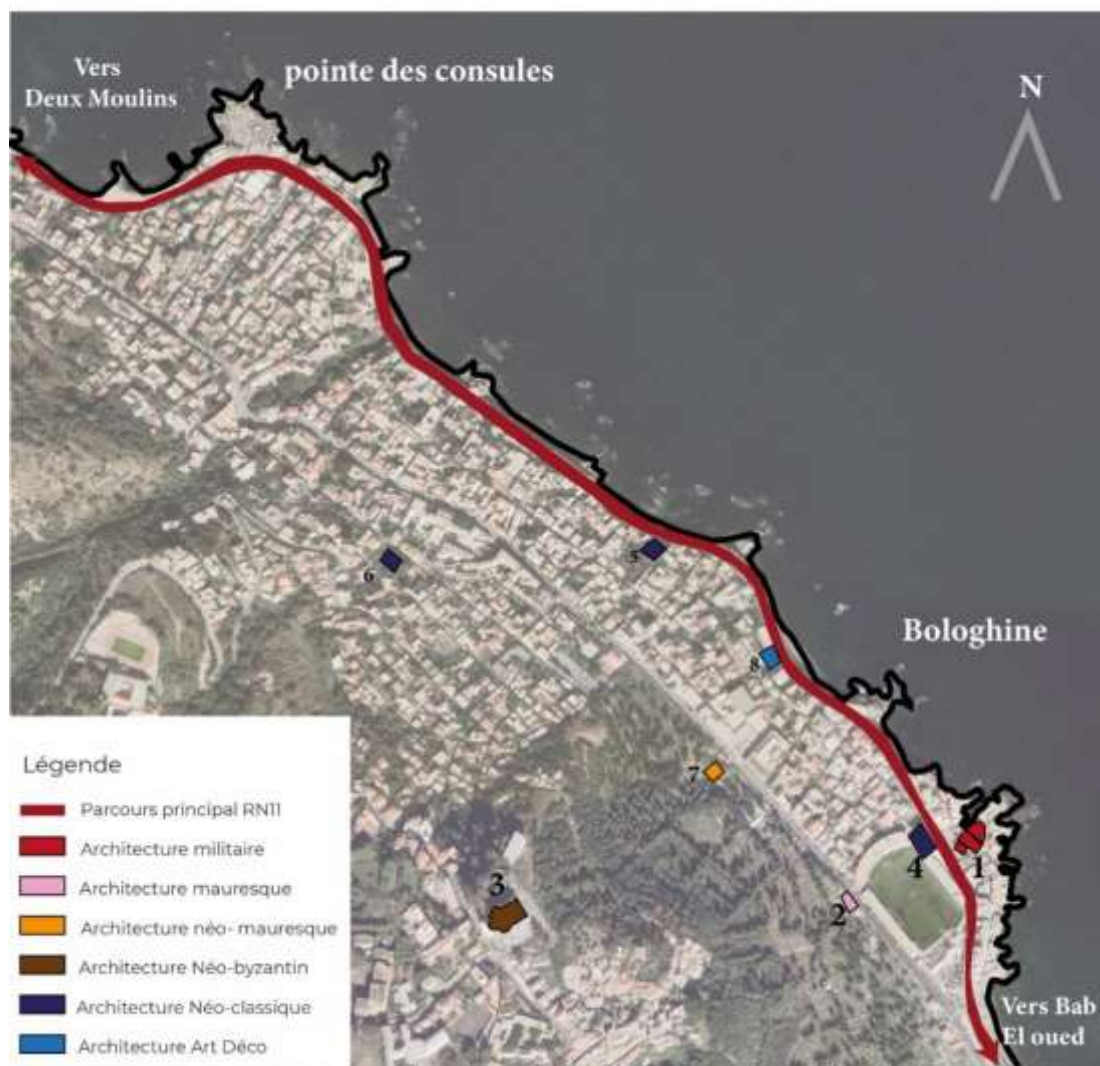 Vers
Deux Moulins
pointe des consules
N
5
6
Bologhine
8
7
4
1
3
2
Vers Bab
El oued
Légende
Parcours principal RN11
Architecture militaire
Architecture mauresque
Architecture néo- mauresque
Architecture Néo-byzantin
Architecture Néo-classique
Architecture Art Déco